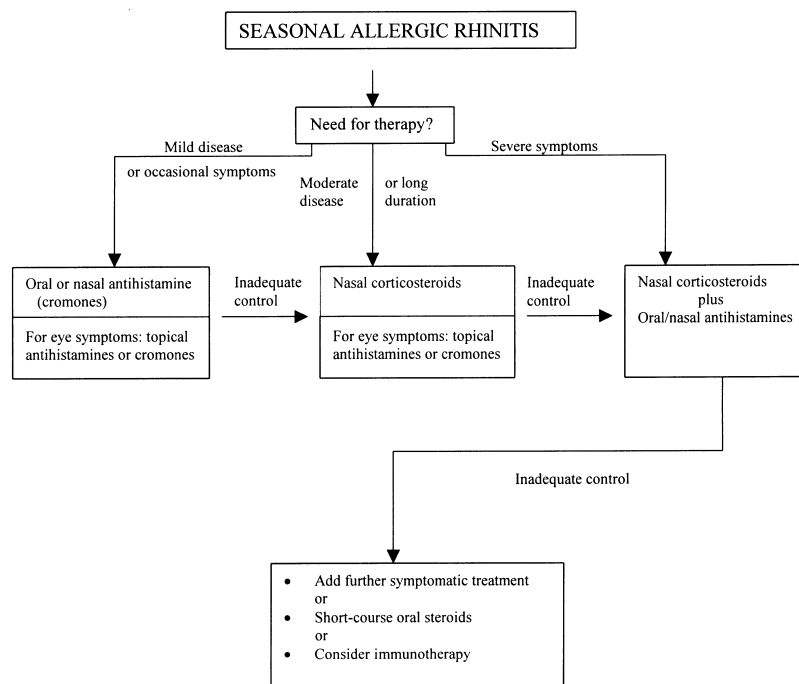 SEASONAL ALLERGIC RHINITIS
Need for therapy?
Mild disease
or occasional symptoms
Moderate
disease
or long
duration
Severe symptoms
Oral or nasal antihistamine
(cromones)
For eye symptoms: topical
antihistamines or cromones
Inadequate
control
Nasal corticosteroids
For eye symptoms: topical
antihistamines or cromones
Inadequate
control
Nasal corticosteroids
plus
Oral/nasal antihistamines
Inadequate control
• Add further symptomatic treatment
or
• Short-course oral steroids
or
• Consider immunotherapy